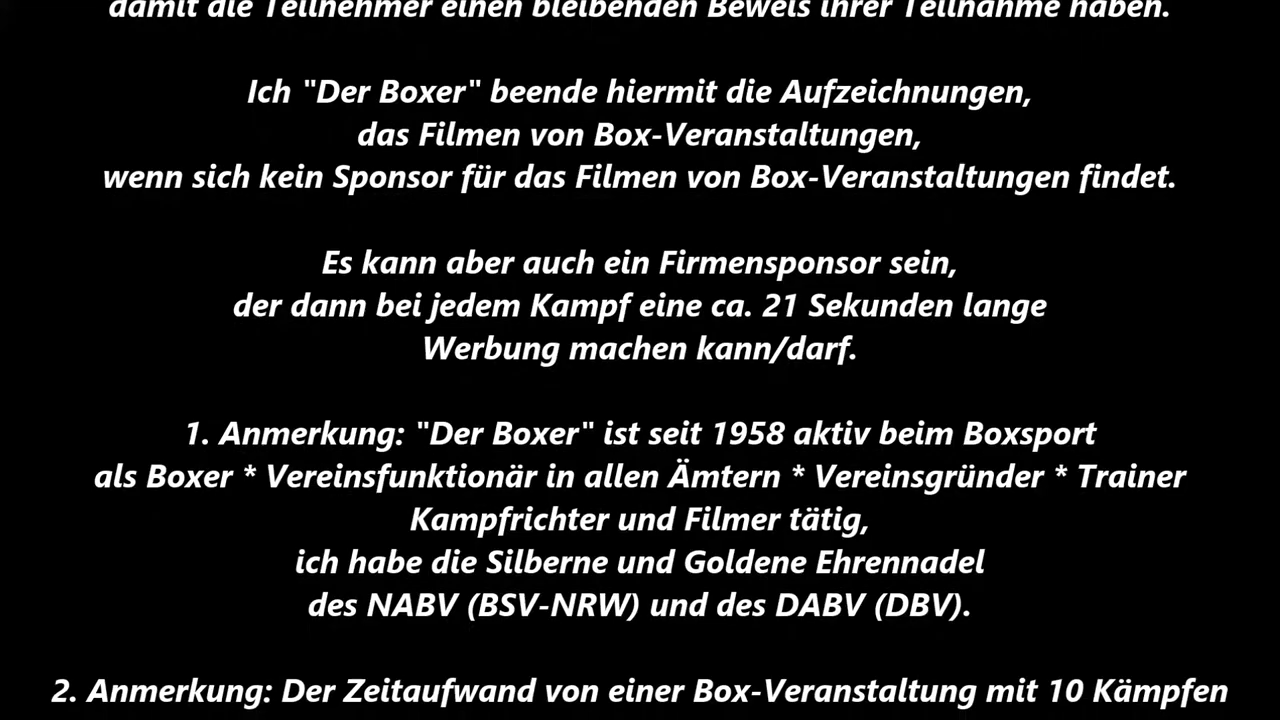 damit die Teilnehmer einen bleibenden Beweis ihrer Teilnahme haben.
Ich "Der Boxer" beende hiermit die Aufzeichnungen,
das Filmen von Box-Veranstaltungen,
wenn sich kein Sponsor für das Filmen von Box-Veranstaltungen findet.
Es kann aber auch ein Firmensponsor sein,
der dann bei jedem Kampf eine ca. 21 Sekunden lange
Werbung machen kann/darf.
1. Anmerkung: "Der Boxer" ist seit 1958 aktiv beim Boxsport
als Boxer * Vereinsfunktionär in allen Ämtern * Vereinsgründer * Trainer
Kampfrichter und Filmer tätig,
ich habe die Silberne und Goldene Ehrennadel
des NABV (BSV-NRW) und des DABV (DBV).
2. Anmerkung: Der Zeitaufwand von einer Box-Veranstaltung mit 10 Kämpfen